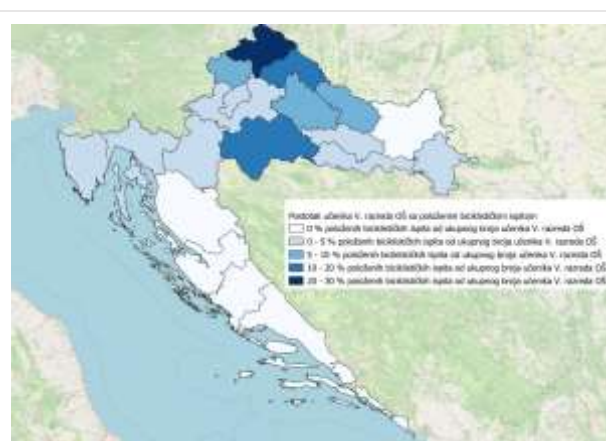 Postotak učenika V. razreda OŠ sa položenim biciklističkim ispitom
0 % položenih biciklističkih ispita od ukupnog broja učenika V. razreda OŠ
0 - 5 % položenih biciklističkih ispita od ukupnog broja učenika V. razreda OŠ
5 - 10 % položenih biciklističkih ispita od ukupnog broja učenika V. razreda OŠ
10 - 20 % položenih biciklističkih ispita od ukupnog broja učenika V. razreda OŠ
20 - 30 % položenih biciklističkih ispita od ukupnog broja učenika V. razreda OŠ